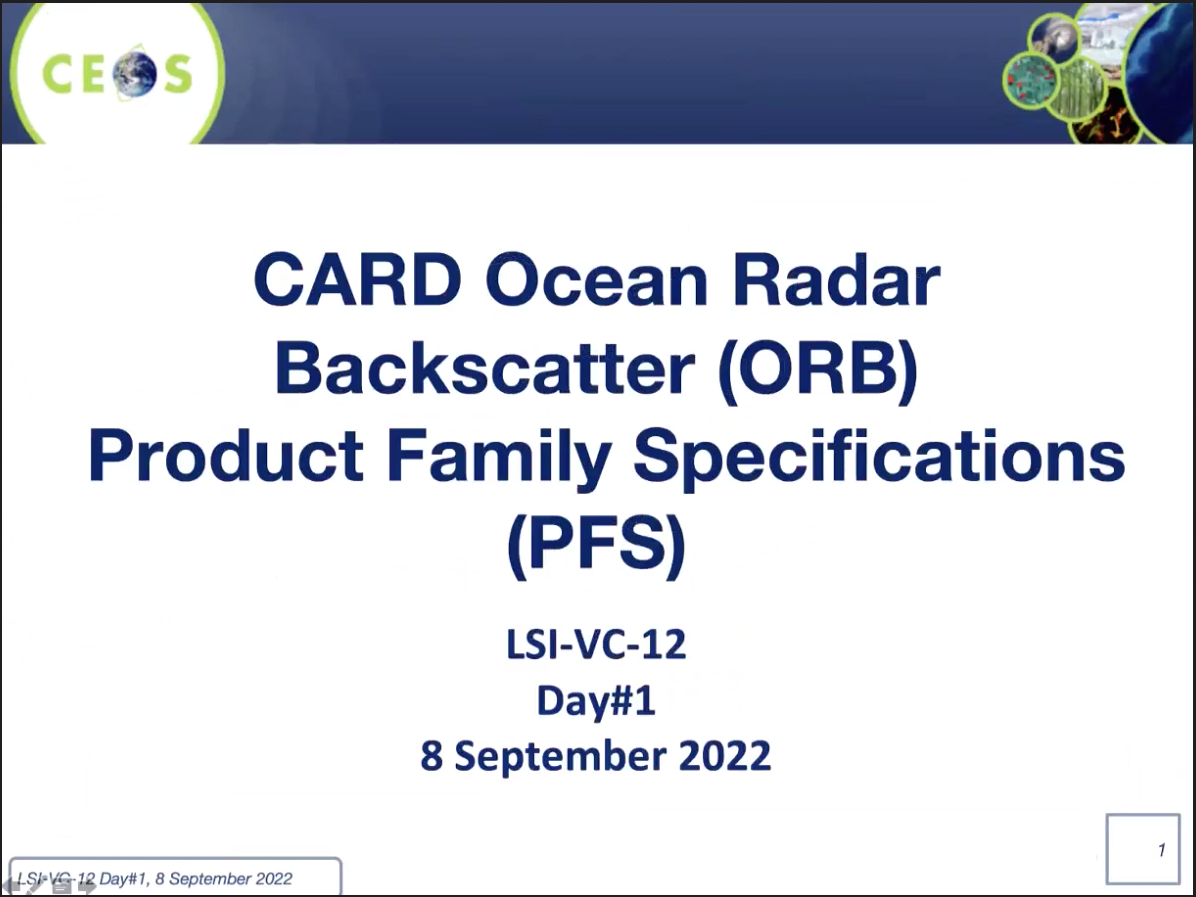 CEOS
CARD Ocean Radar
Backscatter (ORB)
Product Family Specifications
(PFS)
LSI-VC-12
Day#1
8 September 2022
LSI-VC-12 Day#1, 8 September 2022
1